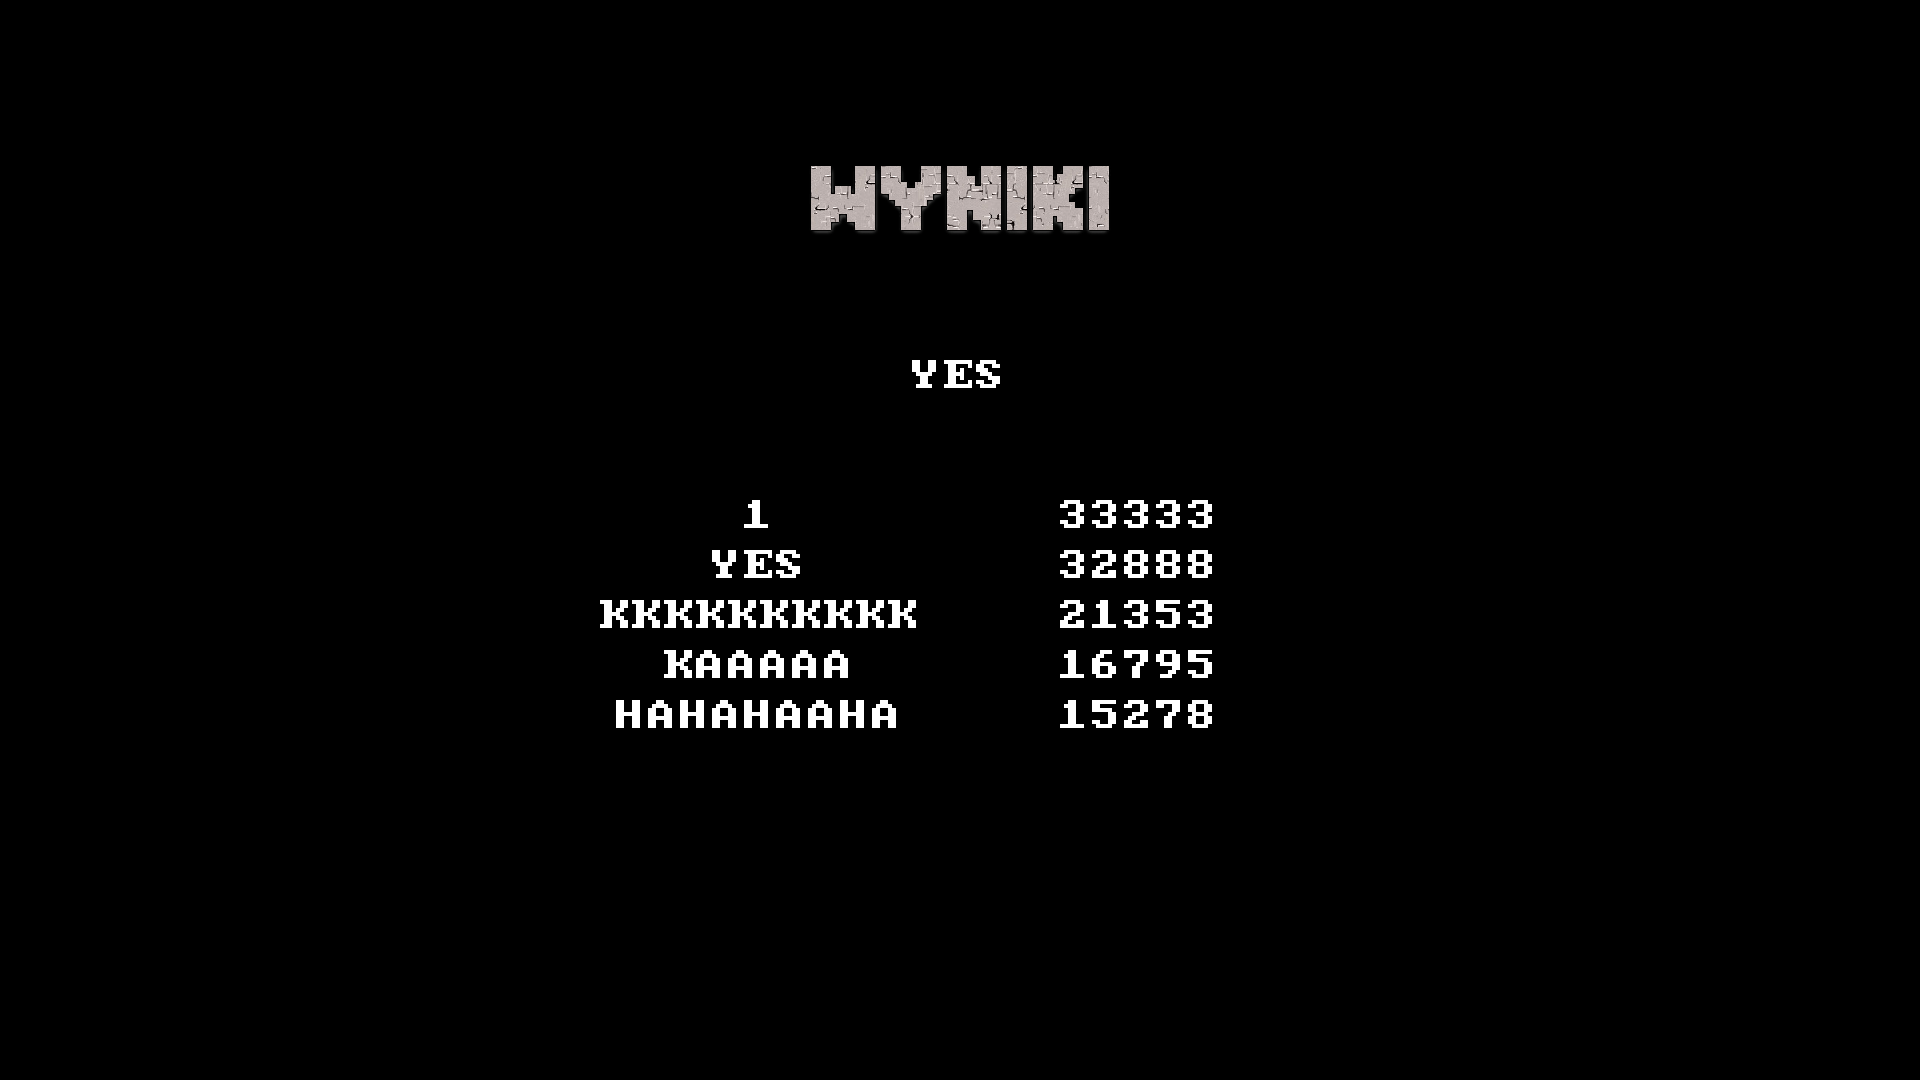 WYNIKI
YES
1 33333
YES 32888
KKKKKKKKKK 21353
KAAAAA 16795
HAHAHAAHA 15278